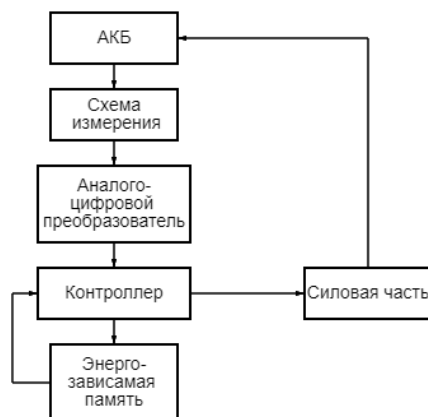 АКБ
Схема
измерения
Аналого-
цифровой
преобразователь
Контроллер
Силовая часть
Энерго-
зависамая
память